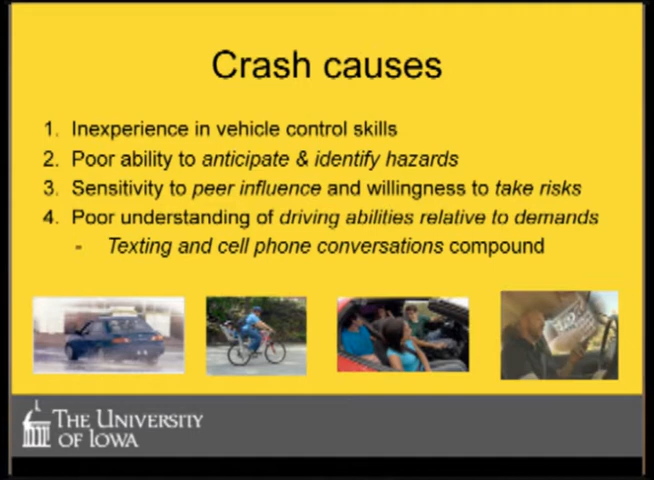 Crash causes
1. Inexperience in vehicle control skills
2. Poor ability to anticipate & identify hazards
3. Sensitivity to peer influence and willingness to take risks
4. Poor understanding of driving abilities relative to demands
- Texting and cell phone conversations compound
THE UNIVERSITY
OF IOWA